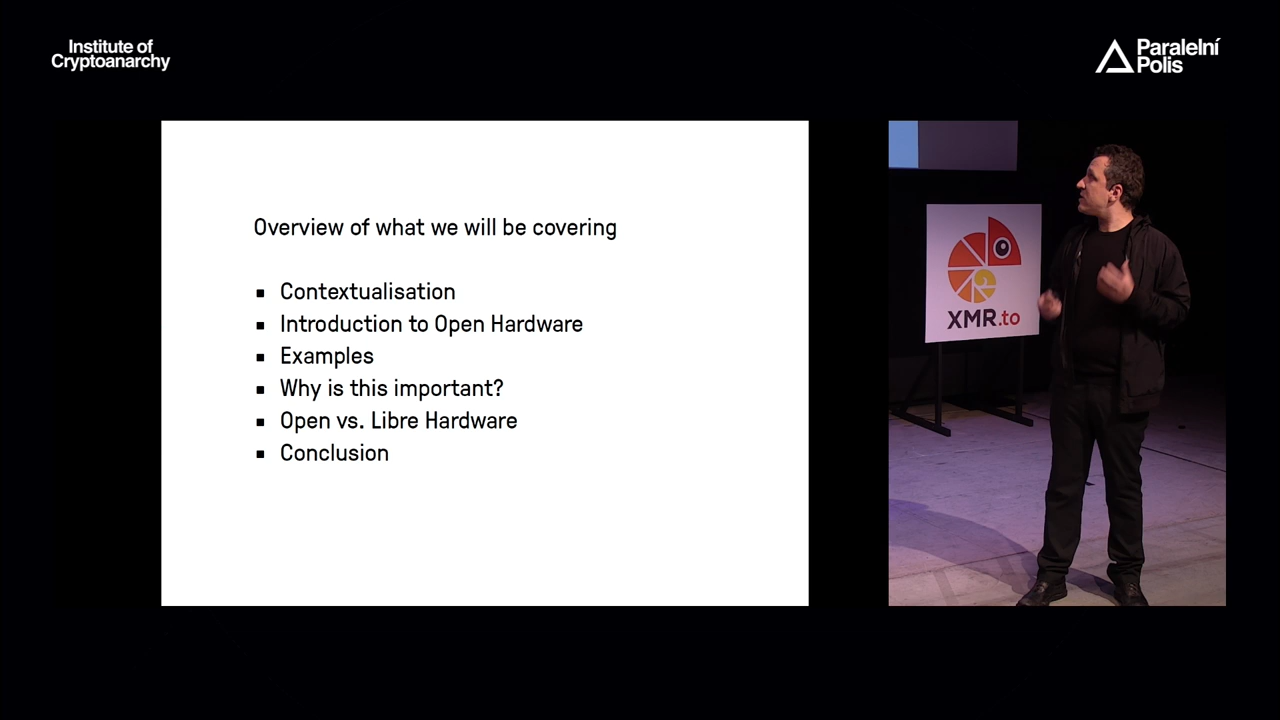 Institute of
Cryptoanarchy
Paralelní
Polis
Overview of what we will be covering
▪ Contextualisation
▪ Introduction to Open Hardware
▪ Examples
▪ Why is this important?
▪ Open vs. Libre Hardware
▪ Conclusion
XMR.to